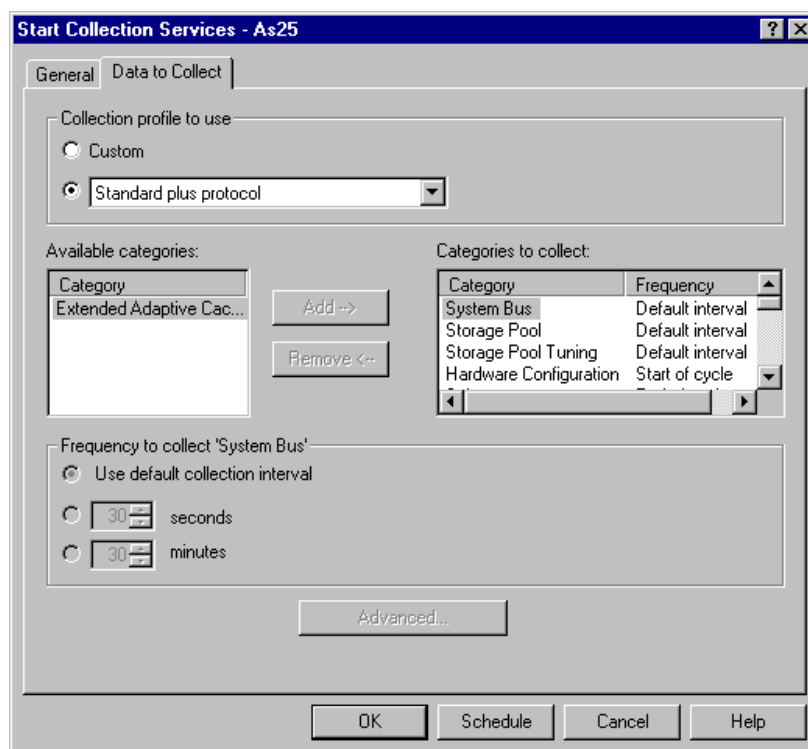 Start Collection Services - As25
General
Data to Collect
Collection profile to use
Custom
Standard plus protocol
Available categories:
Category
Extended Adaptive Cac...
Add -->
Remove <--
Categories to collect:
Category Frequency
System Bus Default interval
Storage Pool Default interval
Storage Pool Tuning Default interval
Hardware Configuration Start of cycle
Frequency to collect 'System Bus'
Use default collection interval
30 seconds
30 minutes
Advanced...
OK
Schedule
Cancel
Help